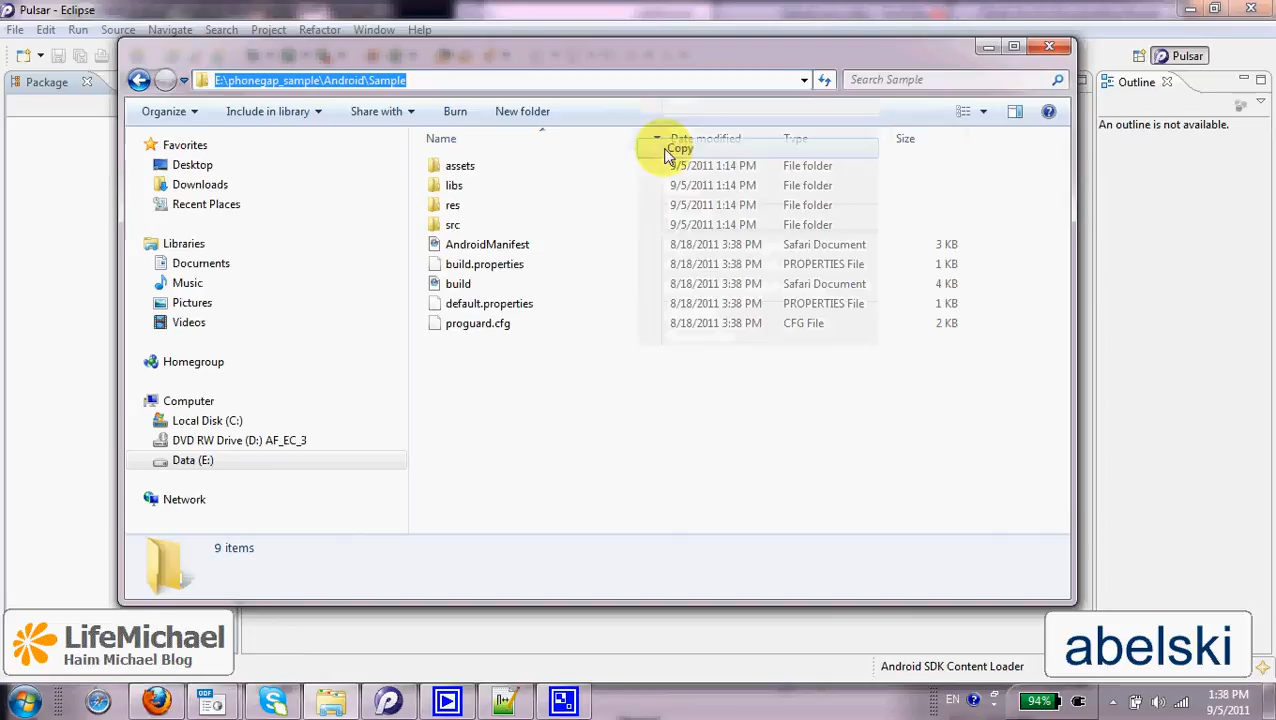 Pulsar - Eclipse
File Edit Run Source Navigate Search Project Refactor Window Help
Pulsar
Package
Outline
An outline is not available.
E:\phonegap_sample\Android\Sample
Search Sample
Organize Include in library Share with Burn New folder
Name Date modified Type Size
Copy
Favorites
Desktop
Downloads
Recent Places
Libraries
Documents
Music
Pictures
Videos
Homegroup
Computer
Local Disk (C:)
DVD RW Drive (D:) AF_EC_3
Data (E:)
Network
assets 9/5/2011 1:14 PM File folder
libs 9/5/2011 1:14 PM File folder
res 9/5/2011 1:14 PM File folder
src 9/5/2011 1:14 PM File folder
AndroidManifest 8/18/2011 3:38 PM Safari Document 3 KB
build.properties 8/18/2011 3:38 PM PROPERTIES File 1 KB
build 8/18/2011 3:38 PM Safari Document 4 KB
default.properties 8/18/2011 3:38 PM PROPERTIES File 1 KB
proguard.cfg 8/18/2011 3:38 PM CFG File 2 KB
9 items
LifeMichael
Haim Michael Blog
abelski
Android SDK Content Loader
ODF
EN
94%
1:38 PM
9/5/2011